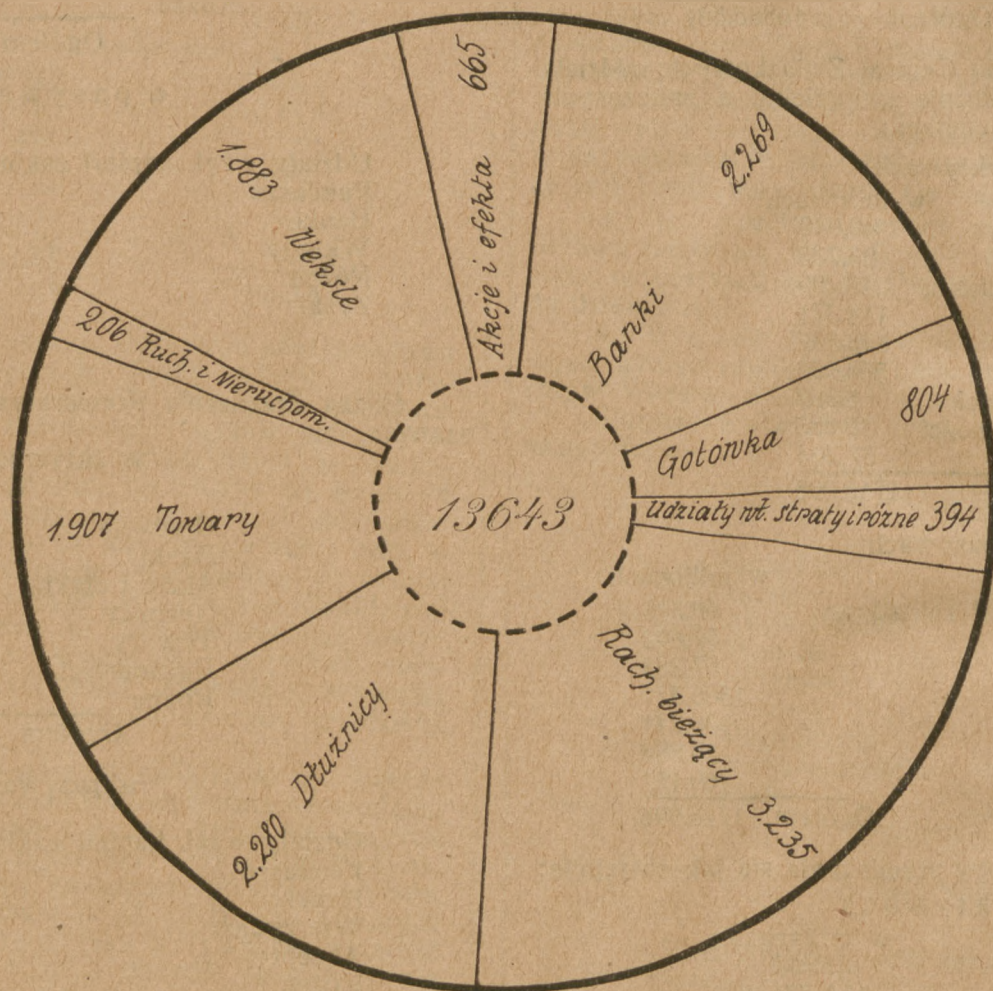 Akcje i efekta 665
Banki 2.269
Gotówka 804
Udziały wł. straty i różne 394
Rach. bieżący 3.235
2.280 Dłużnicy
1.907 Towary
206 Ruch. i Nieruchom.
1.883 Weksle
13643